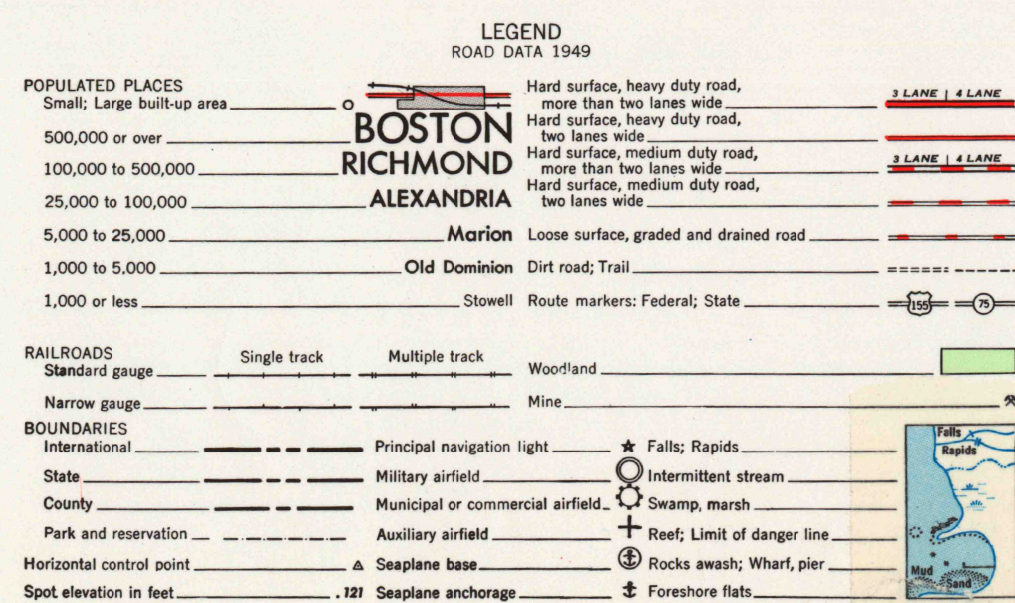 LEGEND
ROAD DATA 1949
POPULATED PLACES
Small; Large built-up area
500,000 or over BOSTON
100,000 to 500,000 RICHMOND
25,000 to 100,000 ALEXANDRIA
5,000 to 25,000 Marion
1,000 to 5.000 Old Dominion
1,000 or less Stowell
Hard surface, heavy duty road,
more than two lanes wide 3 LANE | 4 LANE
Hard surface, heavy duty road,
two lanes wide
Hard surface, medium duty road,
more than two lanes wide 3 LANE | 4 LANE
Hard surface, medium duty road,
two lanes wide
Loose surface, graded and drained road
Dirt road; Trail
Route markers: Federal; State 155 75
RAILROADS Single track Multiple track
Standard gauge
Narrow gauge
Woodland
Mine
BOUNDARIES
International
State
County
Park and reservation
Horizontal control point
Spot elevation in feet .121
Principal navigation light
Military airfield
Municipal or commercial airfield
Auxiliary airfield
Seaplane base
Seaplane anchorage
Falls; Rapids
Intermittent stream
Swamp, marsh
Reef; Limit of danger line
Rocks awash; Wharf, pier
Foreshore flats
Falls
Rapids
Mud
Sand